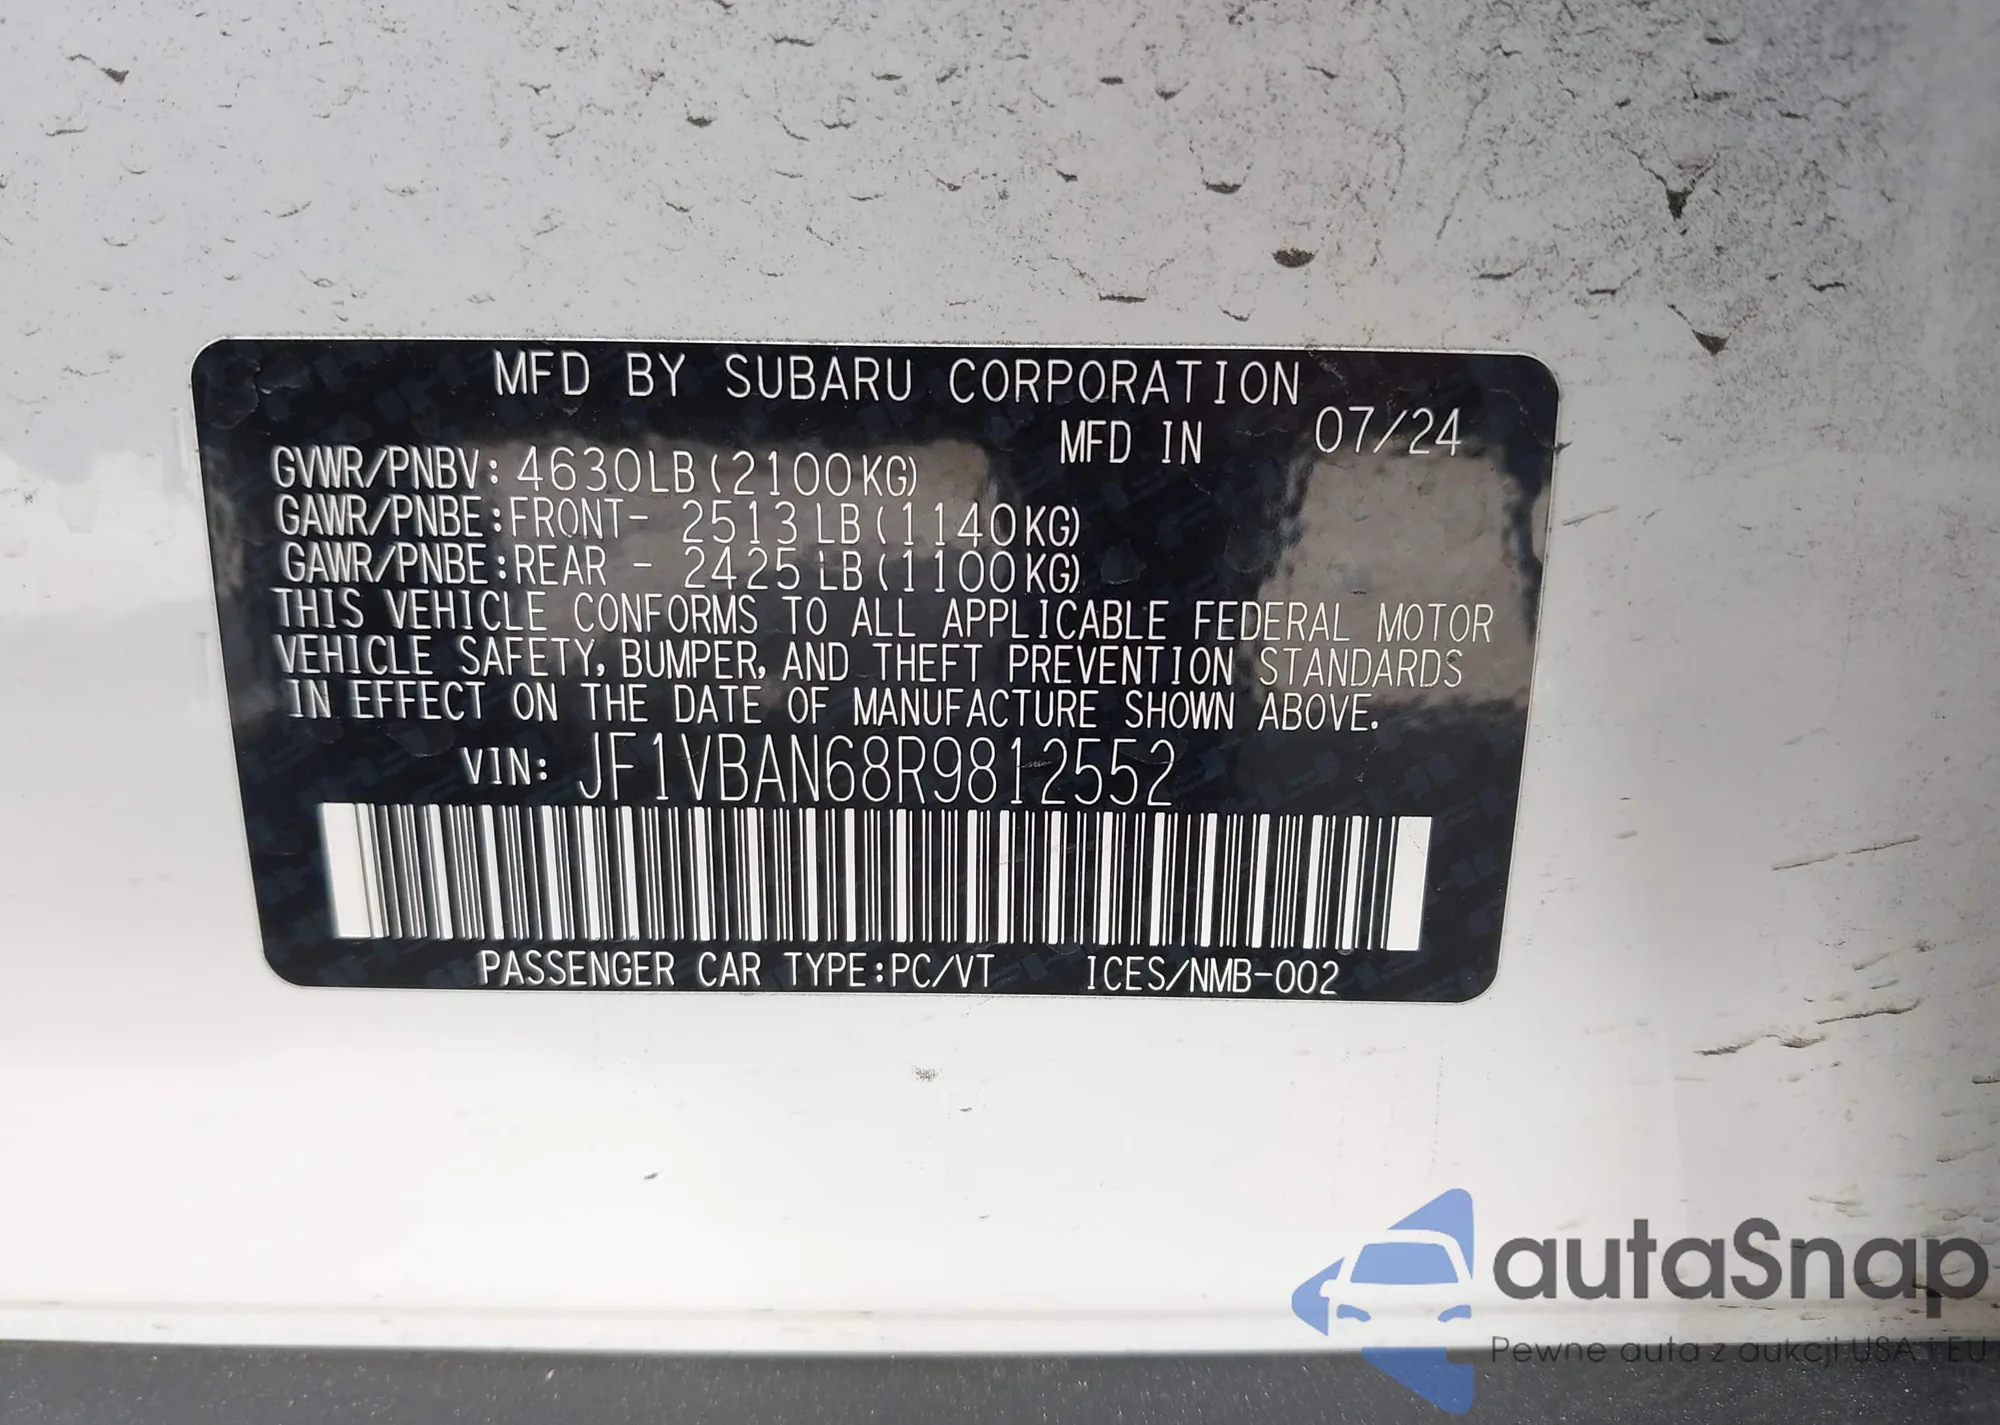 MFD BY SUBARU CORPORATION
MFD IN 07/24
GVWR/PNBV: 4630LB(2100KG)
GAWR/PNBE:FRONT- 2513LB(1140KG)
GAWR/PNBE:REAR - 2425LB(1100KG)
THIS VEHICLE CONFORMS TO ALL APPLICABLE FEDERAL MOTOR
VEHICLE SAFETY, BUMPER, AND THEFT PREVENTION STANDARDS
IN EFFECT ON THE DATE OF MANUFACTURE SHOWN ABOVE.
VIN: JF1VBAN68R9812552
PASSENGER CAR TYPE:PC/VT ICES/NMB-002
autaSnap
Pewne auta z aukcji USA i EU